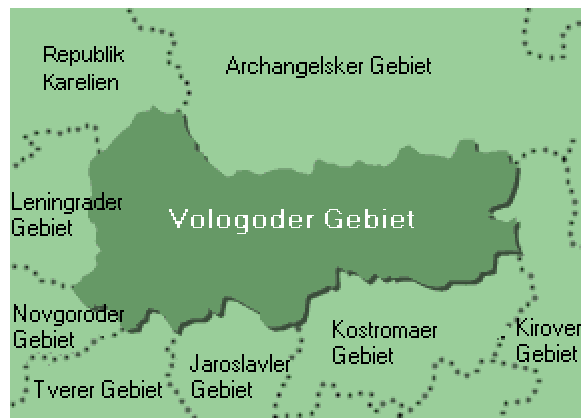 Republik
Karelien
Archangelsker Gebiet
Leningrader
Gebiet
Vologoder Gebiet
Novgoroder
Gebiet
Kostromaer
Gebiet
Kirover
Gebiet
Jaroslavler
Gebiet
Tverer Gebiet